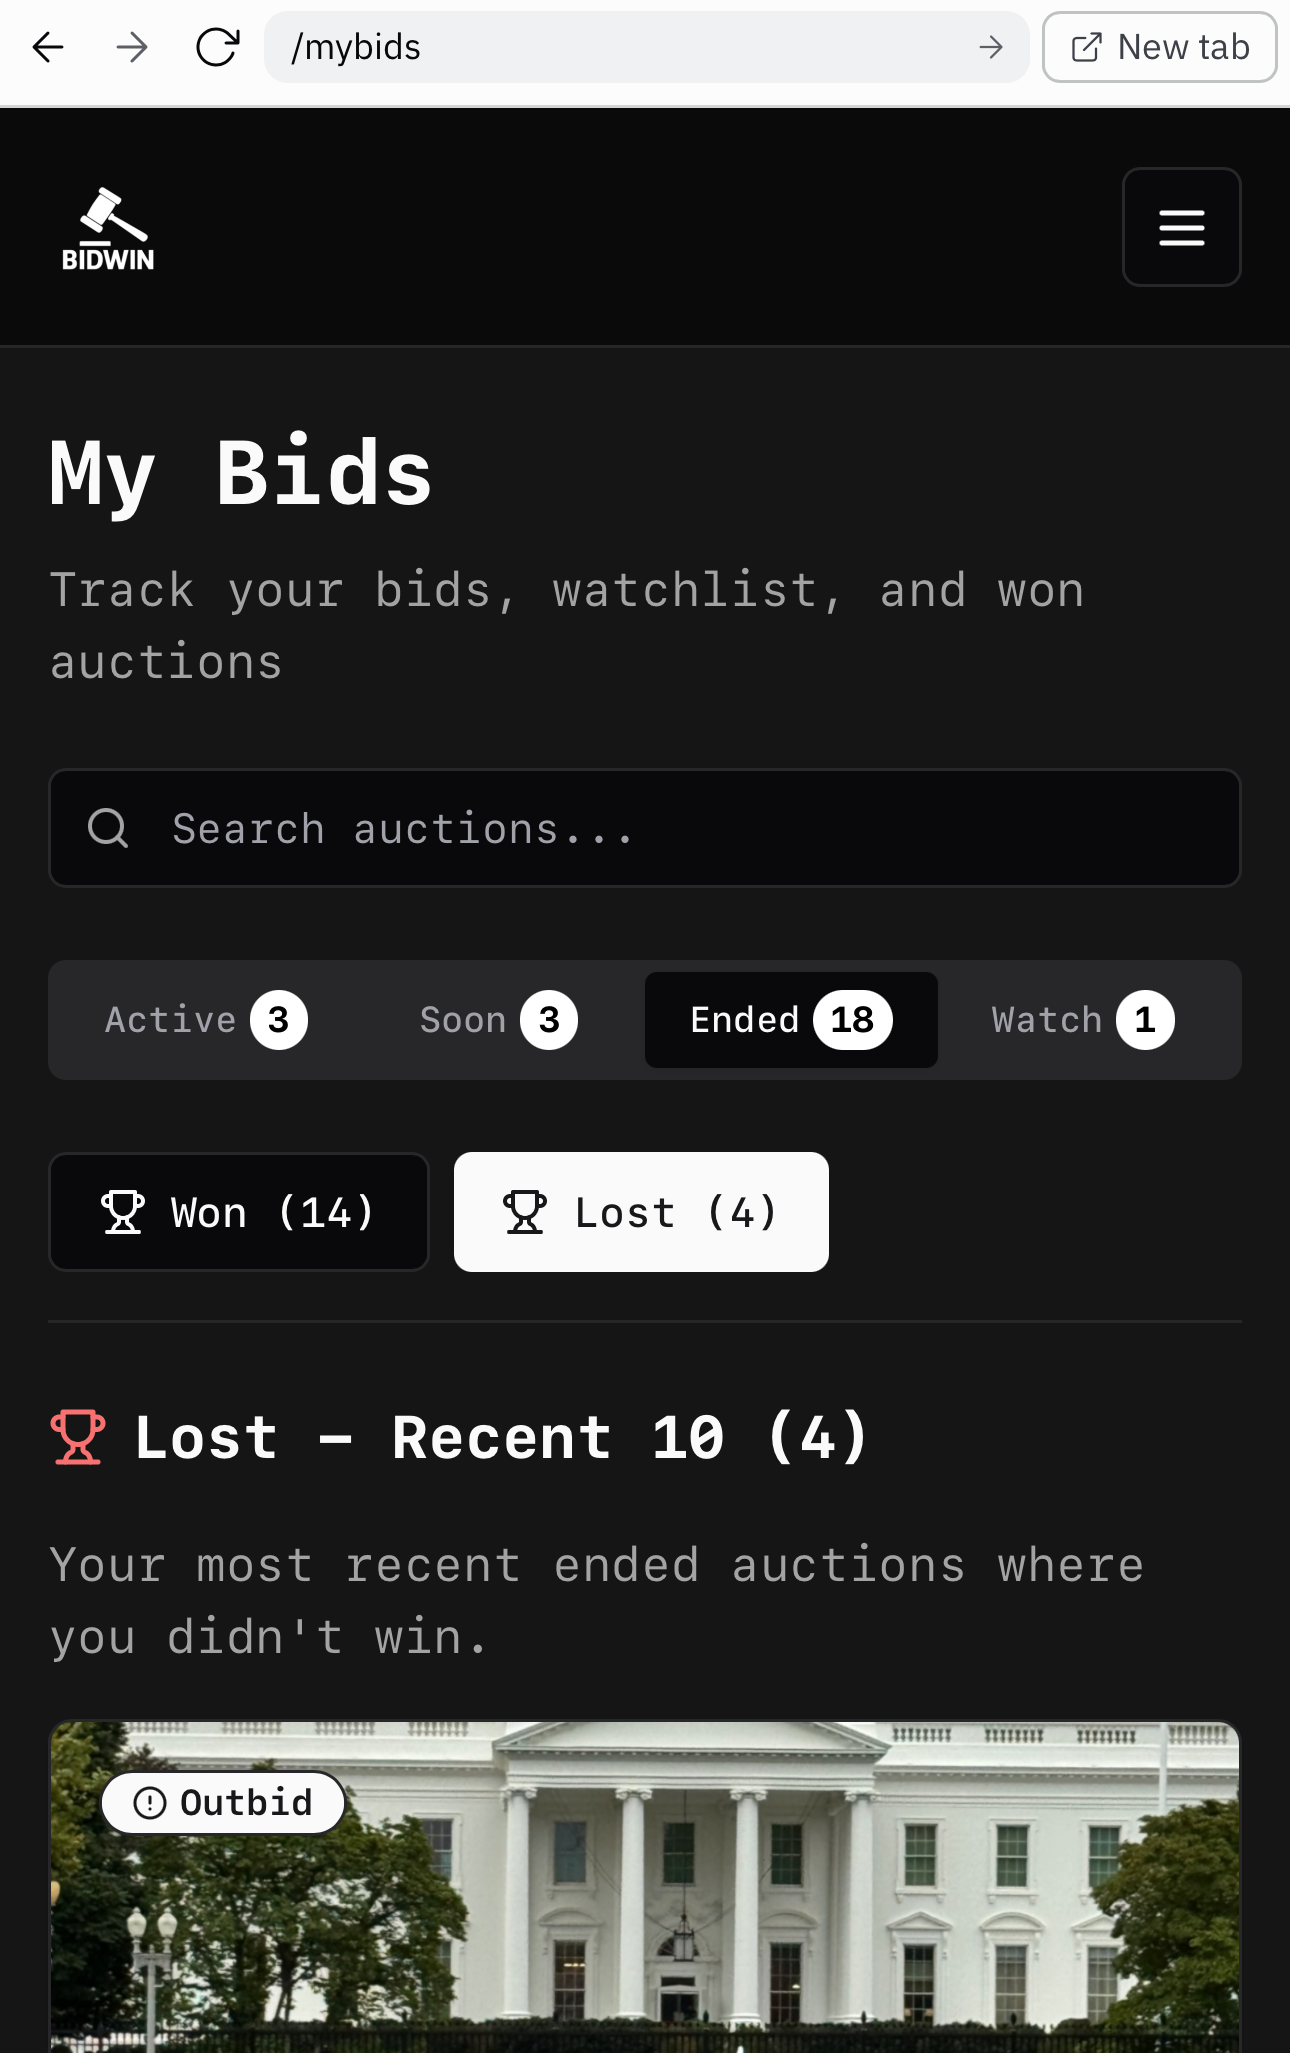 /mybids
New tab
BIDWIN
My Bids
Track your bids, watchlist, and won
auctions
Search auctions...
Active 3 Soon 3 Ended 18 Watch 1
Won (14) Lost (4)
Lost – Recent 10 (4)
Your most recent ended auctions where
you didn't win.
Outbid